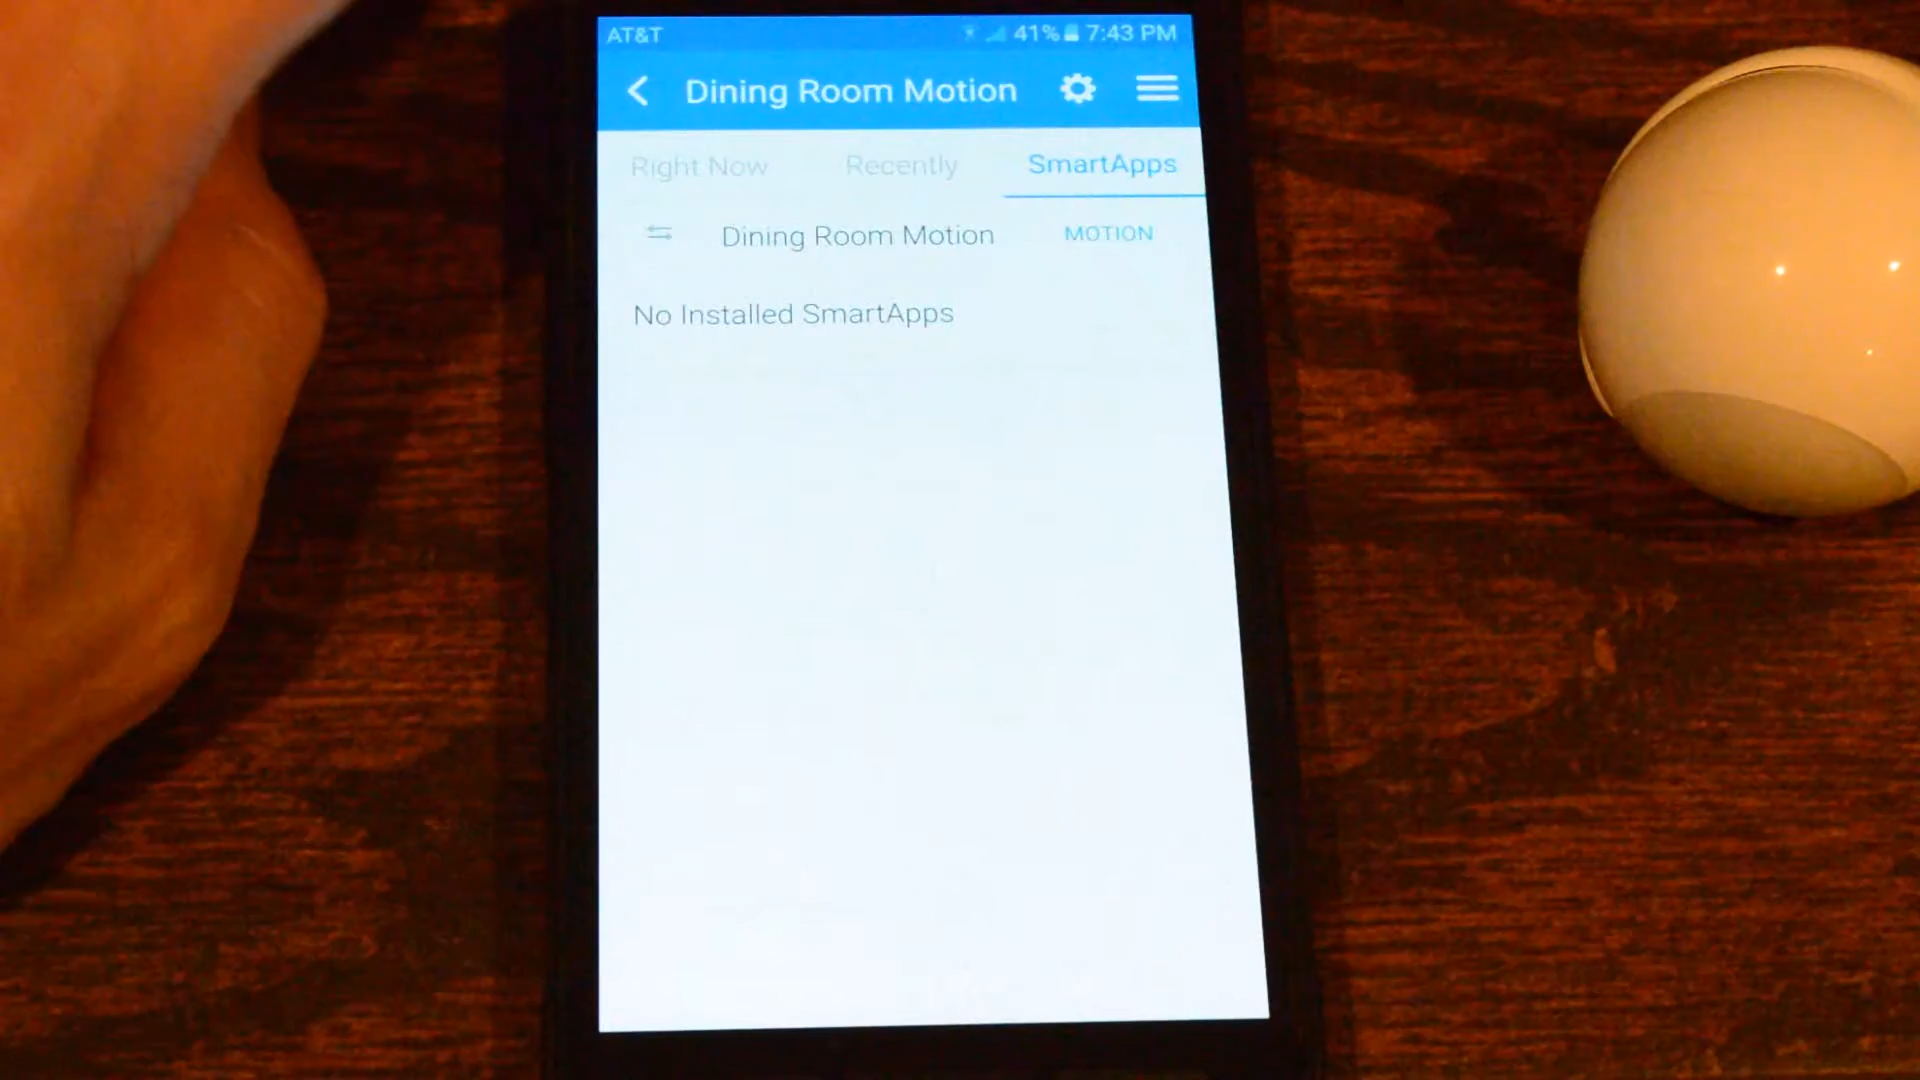 AT&T 41% 7:43 PM
Dining Room Motion
Right Now Recently SmartApps
Dining Room Motion MOTION
No Installed SmartApps